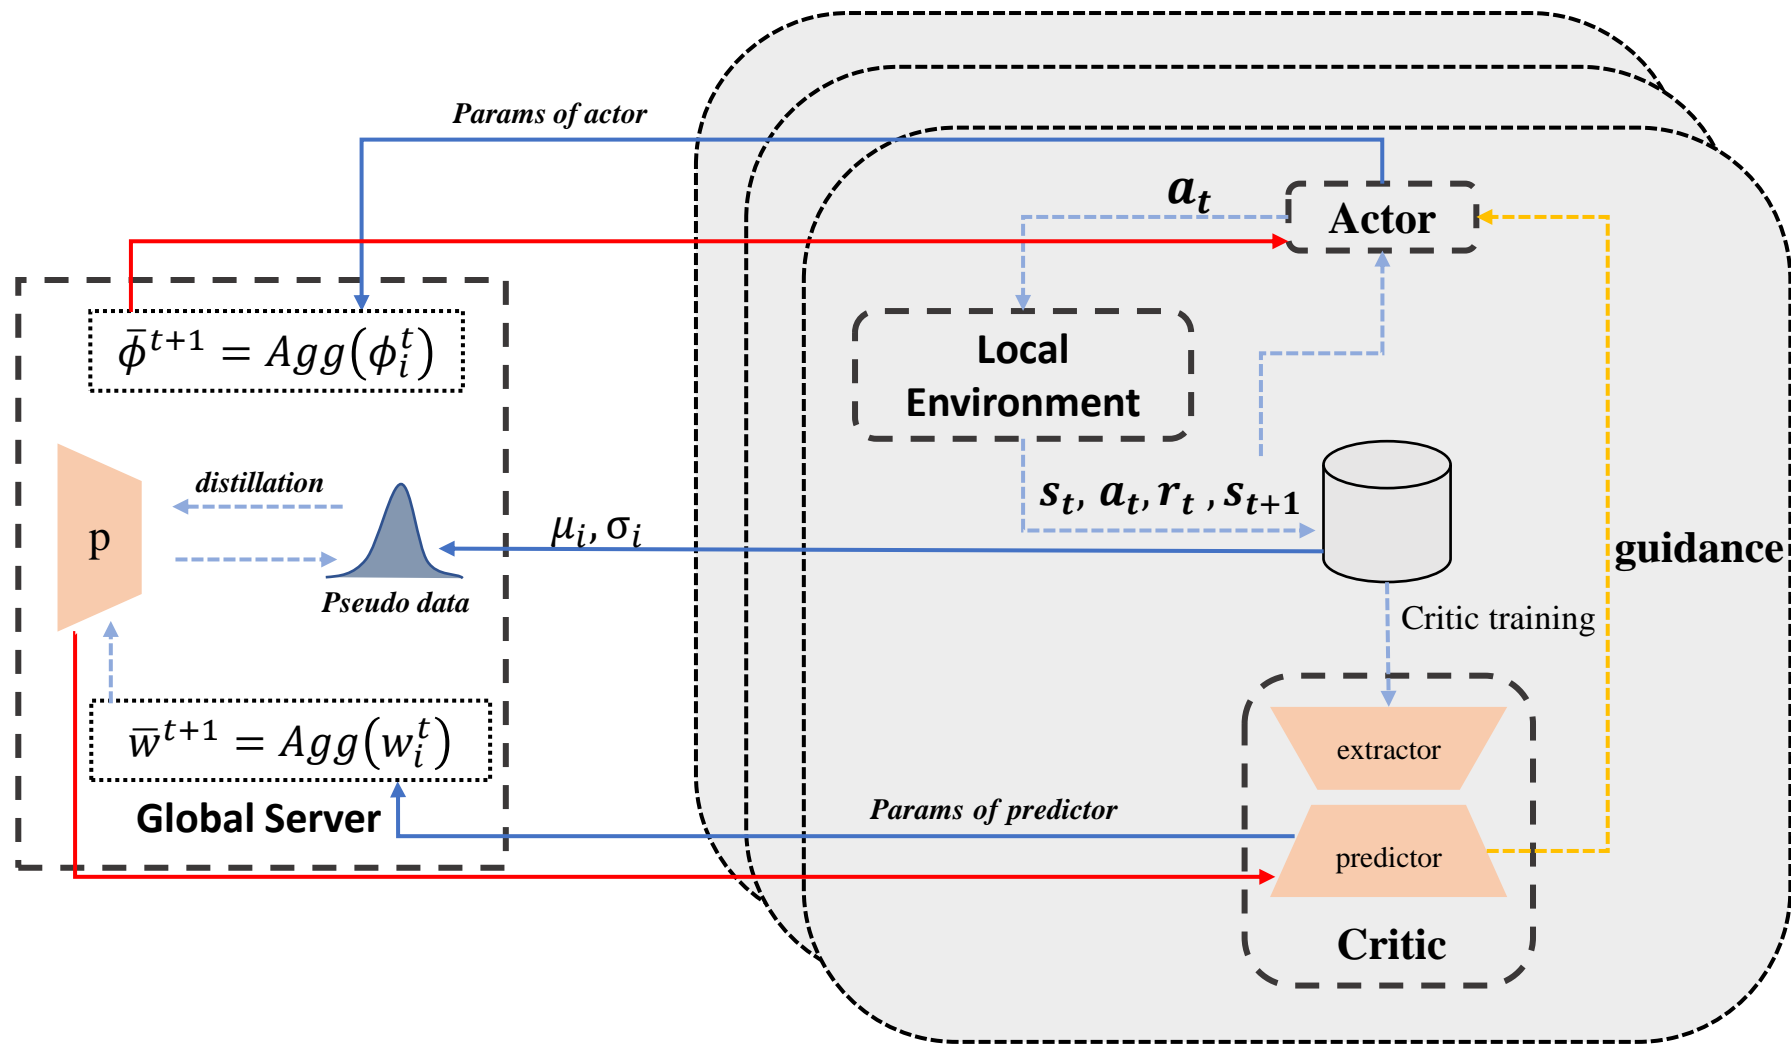 Params of actor
a_t
Actor
ϕ̄^{t+1} = Agg(ϕ_i^t)
Local
Environment
distillation
p
s_t, a_t, r_t , s_{t+1}
μ_i, σ_i
guidance
Pseudo data
Critic training
w̄^{t+1} = Agg(w_i^t)
extractor
Global Server
Params of predictor
predictor
Critic